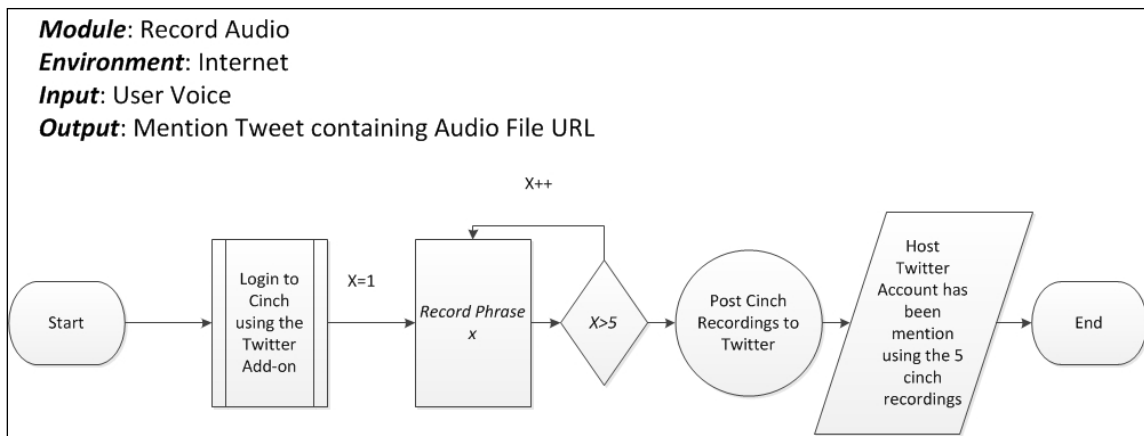 Module: Record Audio
Environment: Internet
Input: User Voice
Output: Mention Tweet containing Audio File URL
X++
Start
Login to
Cinch
using the
Twitter
Add-on
X=1
Record Phrase
x
X>5
Post Cinch
Recordings to
Twitter
Host
Twitter
Account has
been
mention
using the 5
cinch
recordings
End